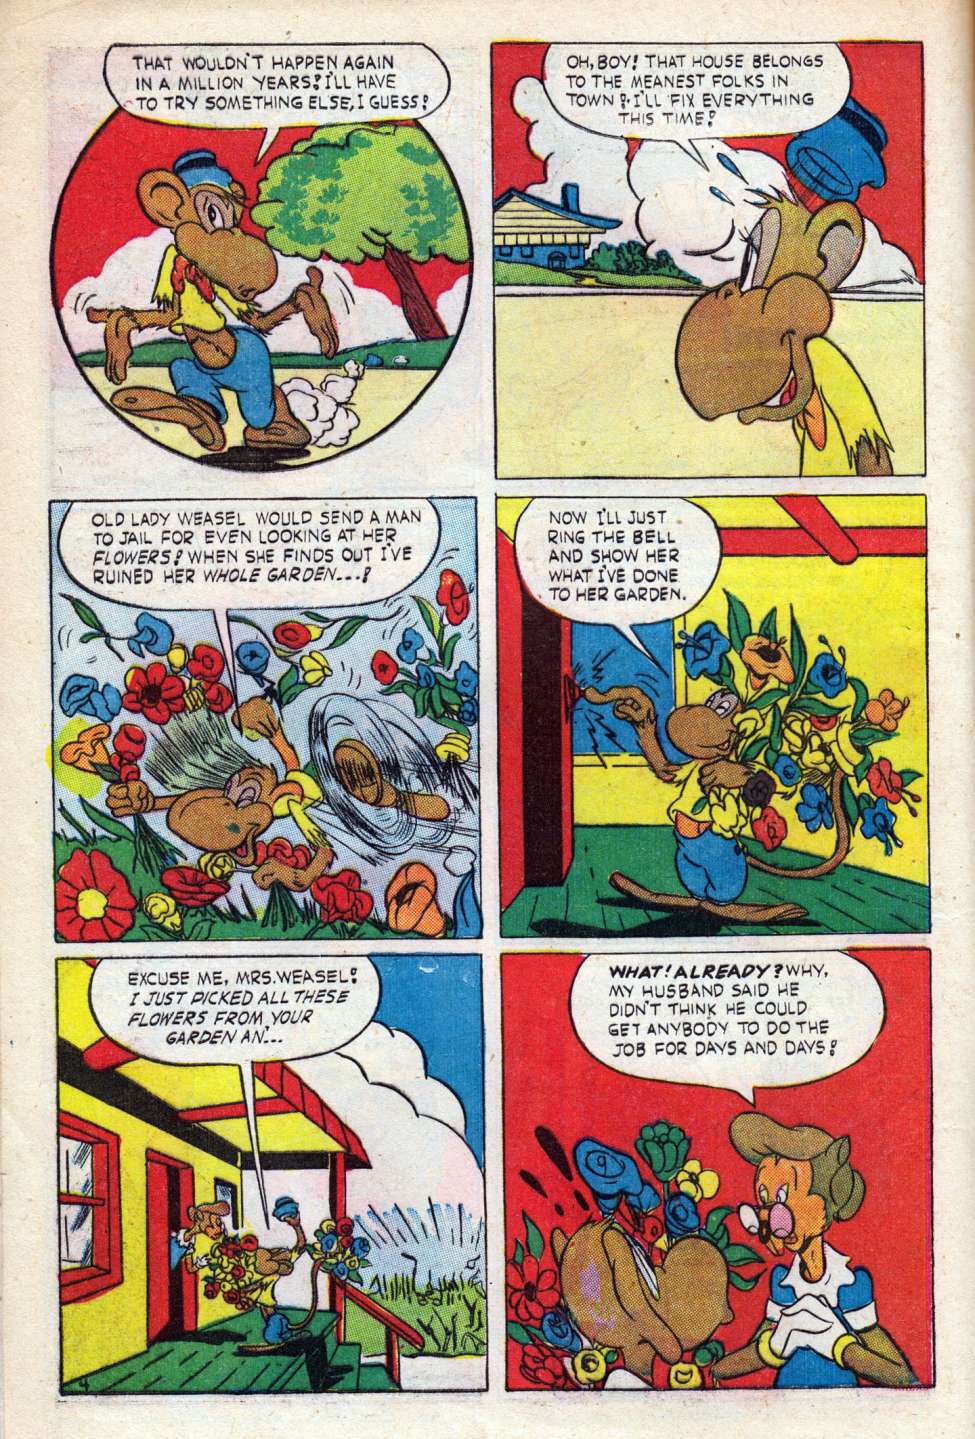 THAT WOULDN'T HAPPEN AGAIN
IN A MILLION YEARS! I'LL HAVE
TO TRY SOMETHING ELSE, I GUESS!
OH, BOY! THAT HOUSE BELONGS
TO THE MEANEST FOLKS IN
TOWN! I'LL FIX EVERYTHING
THIS TIME!
OLD LADY WEASEL WOULD SEND A MAN
TO JAIL FOR EVEN LOOKING AT HER
FLOWERS! WHEN SHE FINDS OUT I'VE
RUINED HER WHOLE GARDEN...!
NOW I'LL JUST
RING THE BELL
AND SHOW HER
WHAT I'VE DONE
TO HER GARDEN.
EXCUSE ME, MRS. WEASEL!
I JUST PICKED ALL THESE
FLOWERS FROM YOUR
GARDEN AN...
WHAT! ALREADY? WHY,
MY HUSBAND SAID HE
DIDN'T THINK HE COULD
GET ANYBODY TO DO THE
JOB FOR DAYS AND DAYS!
4